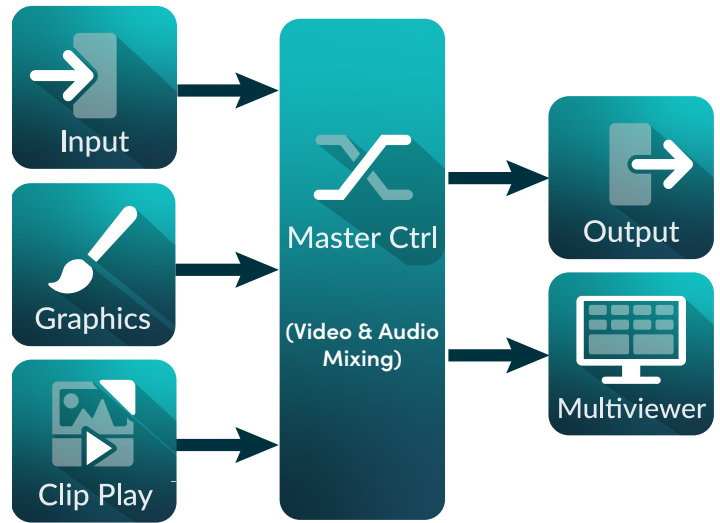 Input
Graphics
Clip Play
Master Ctrl
(Video & Audio
Mixing)
Output
Multiviewer